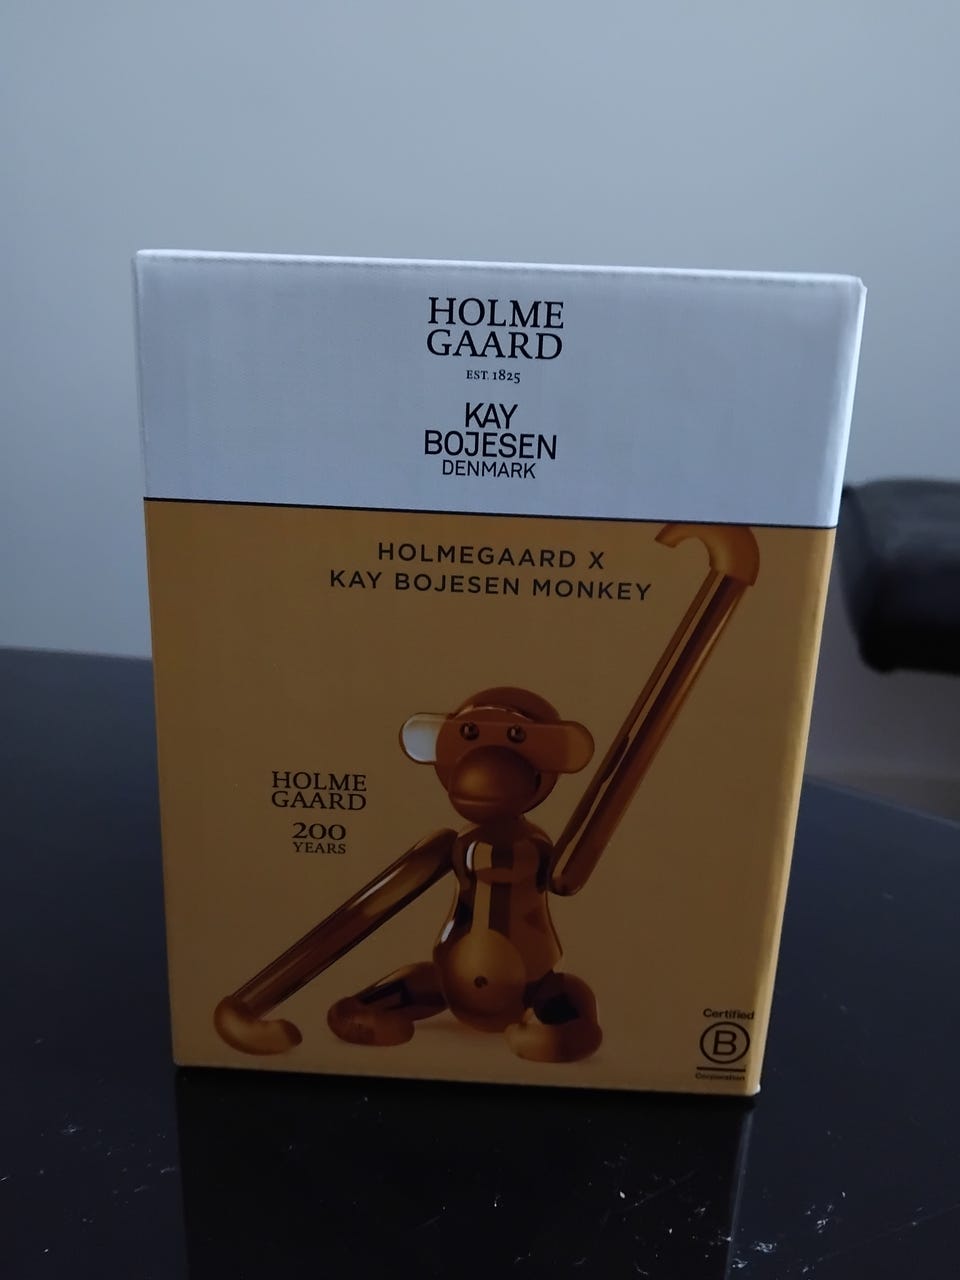 HOLME
GAARD
EST. 1825
KAY
BOJESEN
DENMARK
HOLMEGAARD X
KAY BOJESEN MONKEY
HOLME
GAARD
200
YEARS
Certified
B
Corporation